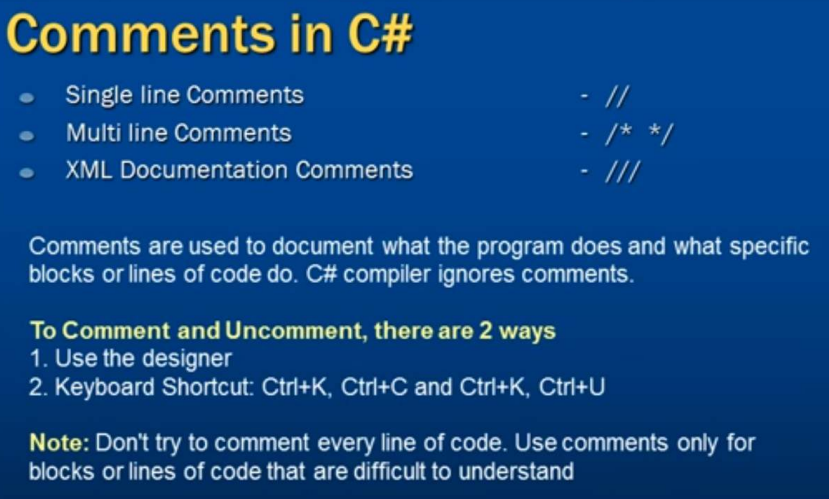 Comments in C#
Single line Comments - //
Multi line Comments - /* */
XML Documentation Comments - ///
Comments are used to document what the program does and what specific
blocks or lines of code do. C# compiler ignores comments.
To Comment and Uncomment, there are 2 ways
1. Use the designer
2. Keyboard Shortcut: Ctrl+K, Ctrl+C and Ctrl+K, Ctrl+U
Note: Don't try to comment every line of code. Use comments only for
blocks or lines of code that are difficult to understand